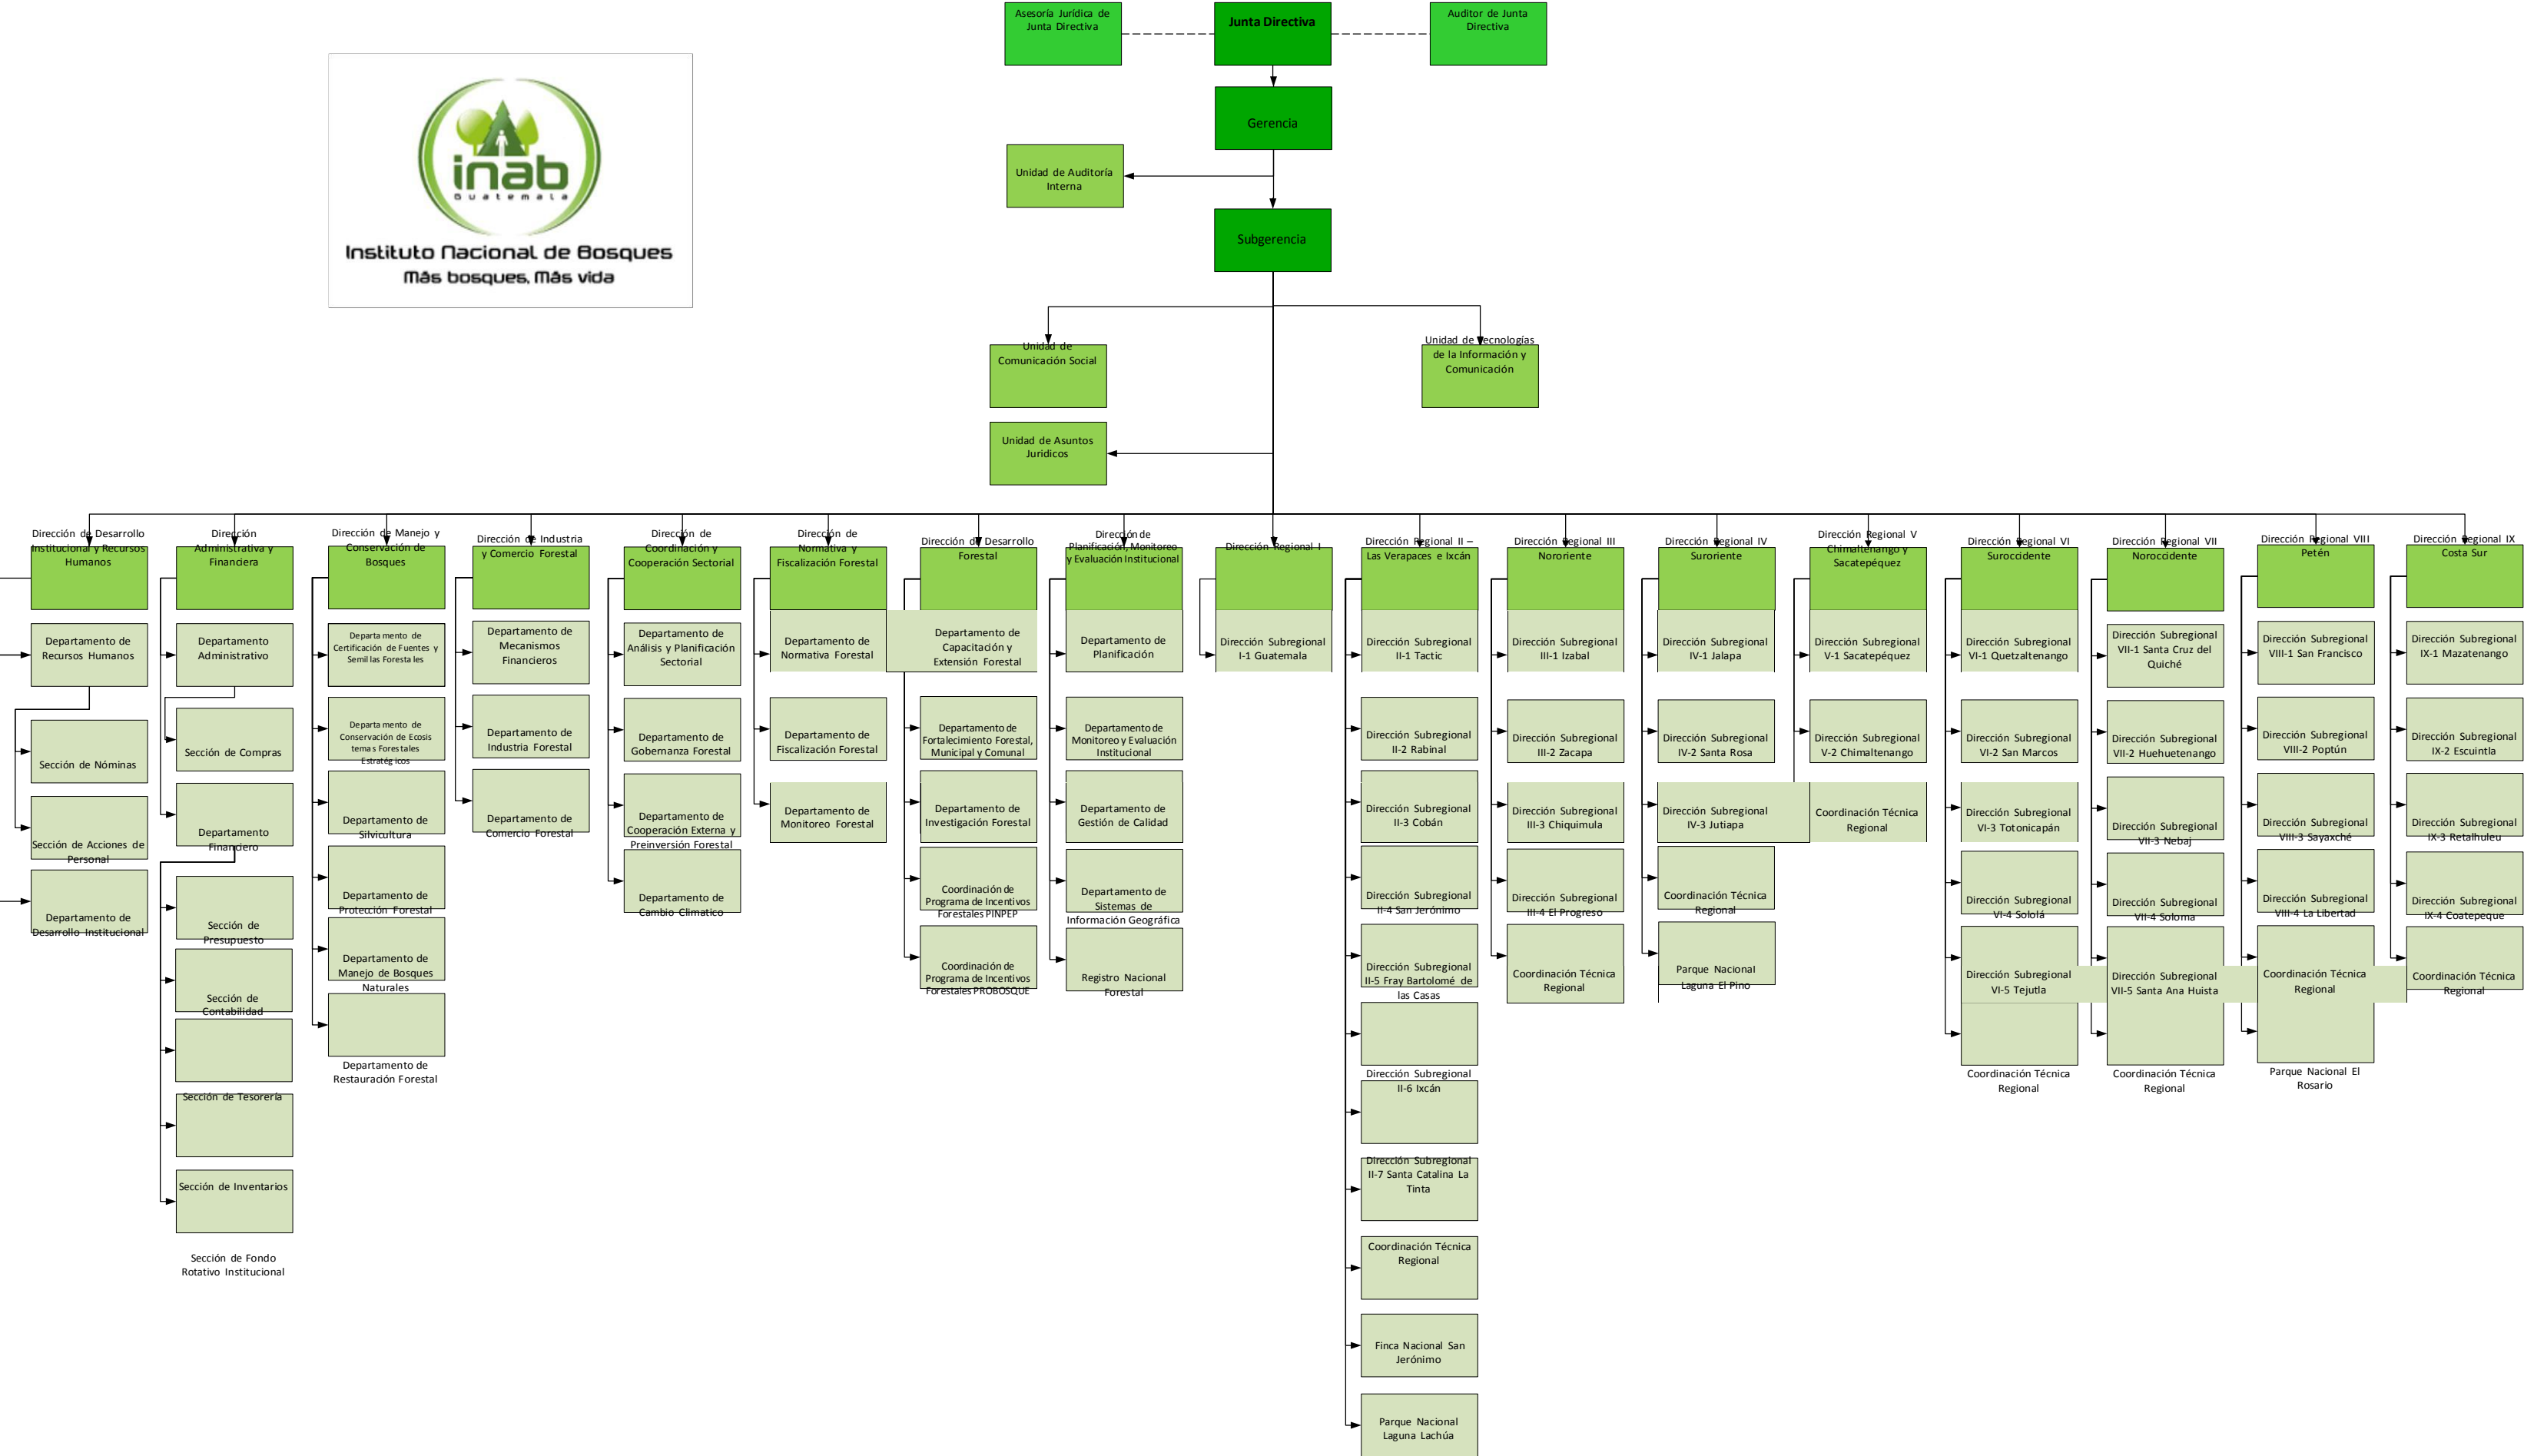 Asesoría Jurídica de
Junta Directiva
Junta Directiva
Auditor de Junta
Directiva
inab
Guatemala
Instituto Nacional de Bosques
Más bosques, Más vida
Gerencia
Unidad de Auditoría
Interna
Subgerencia
Unidad de
Comunicación Social
Unidad de Tecnologías
de la Información y
Comunicación
Unidad de Asuntos
Juridicos
Dirección de Desarrollo
Institucional y Recursos
Humanos
Departamento de
Recursos Humanos
Sección de Nóminas
Sección de Acciones de
Personal
Departamento de
Desarrollo Institucional
Dirección
Administrativa y
Financiera
Departamento
Administrativo
Sección de Compras
Departamento
Financiero
Sección de
Presupuesto
Sección de
Contabilidad
Sección de Tesorería
Sección de Inventarios
Sección de Fondo
Rotativo Institucional
Dirección de Manejo y
Conservación de
Bosques
Departamento de
Certificación de Fuentes y
Semillas Forestales
Departamento de
Conservación de Ecosis
temas Forestales
Estratégicos
Departamento de
Silvicultura
Departamento de
Protección Forestal
Departamento de
Manejo de Bosques
Naturales
Departamento de
Restauración Forestal
Dirección de Industria
y Comercio Forestal
Departamento de
Mecanismos
Financieros
Departamento de
Industria Forestal
Departamento de
Comercio Forestal
Dirección de
Coordinación y
Cooperación Sectorial
Departamento de
Análisis y Planificación
Sectorial
Departamento de
Gobernanza Forestal
Departamento de
Cooperación Externa y
Preinversión Forestal
Departamento de
Cambio Climatico
Dirección de
Normativa y
Fiscalización Forestal
Departamento de
Normativa Forestal
Departamento de
Fiscalización Forestal
Departamento de
Monitoreo Forestal
Dirección de Desarrollo
Forestal
Departamento de
Capacitación y
Extensión Forestal
Departamento de
Fortalecimiento Forestal,
Municipal y Comunal
Departamento de
Investigación Forestal
Coordinación de
Programa de Incentivos
Forestales PINPEP
Coordinación de
Programa de Incentivos
Forestales PROBOSQUE
Dirección de
Planificación, Monitoreo
y Evaluación Institucional
Departamento de
Planificación
Departamento de
Monitoreo y Evaluación
Institucional
Departamento de
Gestión de Calidad
Departamento de
Sistemas de
Información Geográfica
Registro Nacional
Forestal
Dirección Regional I
Dirección Subregional
I-1 Guatemala
Dirección Regional II –
Las Verapaces e Ixcán
Dirección Subregional
II-1 Tactic
Dirección Subregional
II-2 Rabinal
Dirección Subregional
II-3 Cobán
Dirección Subregional
II-4 San Jerónimo
Dirección Subregional
II-5 Fray Bartolomé de
las Casas
Dirección Subregional
II-6 Ixcán
Dirección Subregional
II-7 Santa Catalina La
Tinta
Coordinación Técnica
Regional
Finca Nacional San
Jerónimo
Parque Nacional
Laguna Lachúa
Dirección Regional III
Nororiente
Dirección Subregional
III-1 Izabal
Dirección Subregional
III-2 Zacapa
Dirección Subregional
III-3 Chiquimula
Dirección Subregional
III-4 El Progreso
Coordinación Técnica
Regional
Dirección Regional IV
Suroriente
Dirección Subregional
IV-1 Jalapa
Dirección Subregional
IV-2 Santa Rosa
Dirección Subregional
IV-3 Jutiapa
Coordinación Técnica
Regional
Parque Nacional
Laguna El Pino
Dirección Regional V
Chimaltenango y
Sacatepéquez
Dirección Subregional
V-1 Sacatepéquez
Dirección Subregional
V-2 Chimaltenango
Coordinación Técnica
Regional
Dirección Regional VI
Suroccidente
Dirección Subregional
VI-1 Quetzaltenango
Dirección Subregional
VI-2 San Marcos
Dirección Subregional
VI-3 Totonicapán
Dirección Subregional
VI-4 Sololá
Dirección Subregional
VI-5 Tejutla
Coordinación Técnica
Regional
Dirección Regional VII
Noroccidente
Dirección Subregional
VII-1 Santa Cruz del
Quiché
Dirección Subregional
VII-2 Huehuetenango
Dirección Subregional
VII-3 Nebaj
Dirección Subregional
VII-4 Soloma
Dirección Subregional
VII-5 Santa Ana Huista
Coordinación Técnica
Regional
Dirección Regional VIII
Petén
Dirección Subregional
VIII-1 San Francisco
Dirección Subregional
VIII-2 Poptún
Dirección Subregional
VIII-3 Sayaxché
Dirección Subregional
VIII-4 La Libertad
Coordinación Técnica
Regional
Parque Nacional El
Rosario
Dirección Regional IX
Costa Sur
Dirección Subregional
IX-1 Mazatenango
Dirección Subregional
IX-2 Escuintla
Dirección Subregional
IX-3 Retalhuleu
Dirección Subregional
IX-4 Coatepeque
Coordinación Técnica
Regional